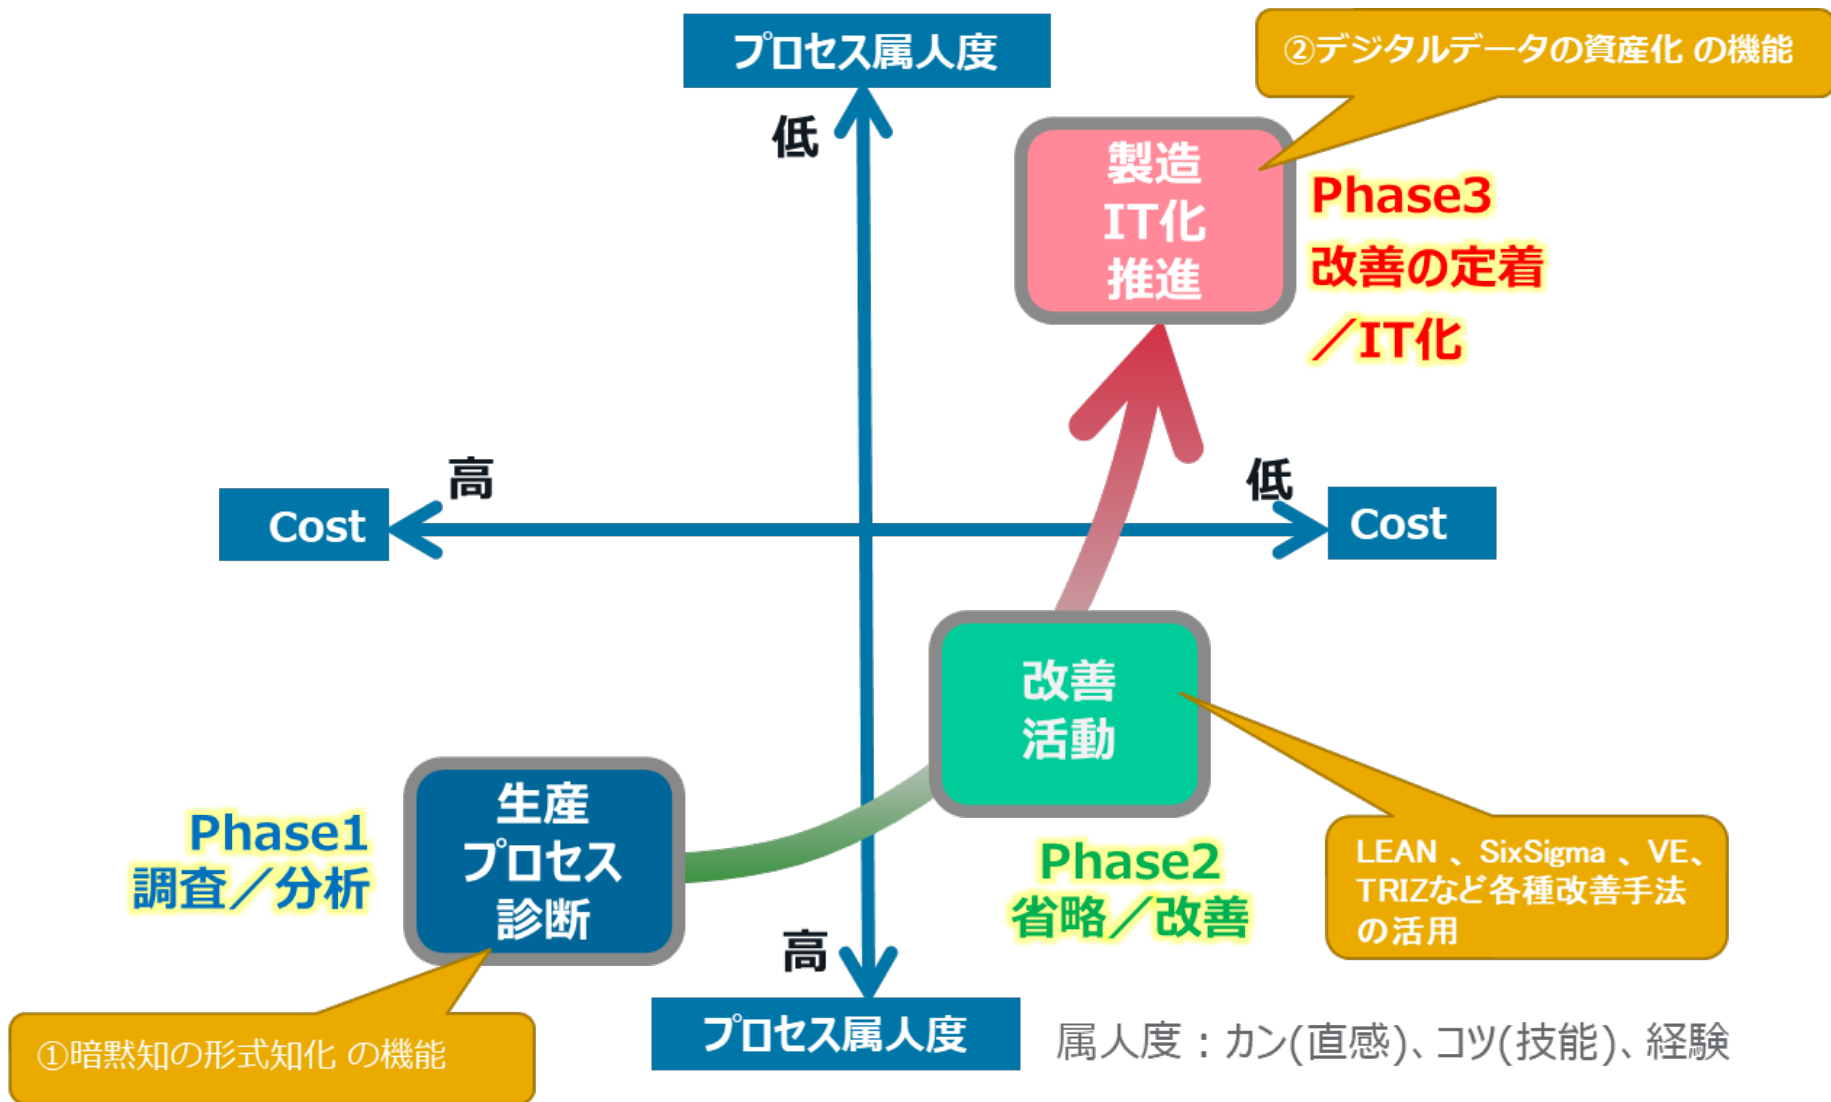 プロセス属人度
②デジタルデータの資産化 の機能
低
製造
IT化
推進
Phase3
改善の定着
／IT化
高
低
Cost
Cost
改善
活動
生産
プロセス
診断
Phase1
調査／分析
Phase2
省略／改善
LEAN 、SixSigma 、VE、
TRIZなど各種改善手法
の活用
高
プロセス属人度
①暗黙知の形式知化 の機能
属人度：カン(直感)、コツ(技能)、経験